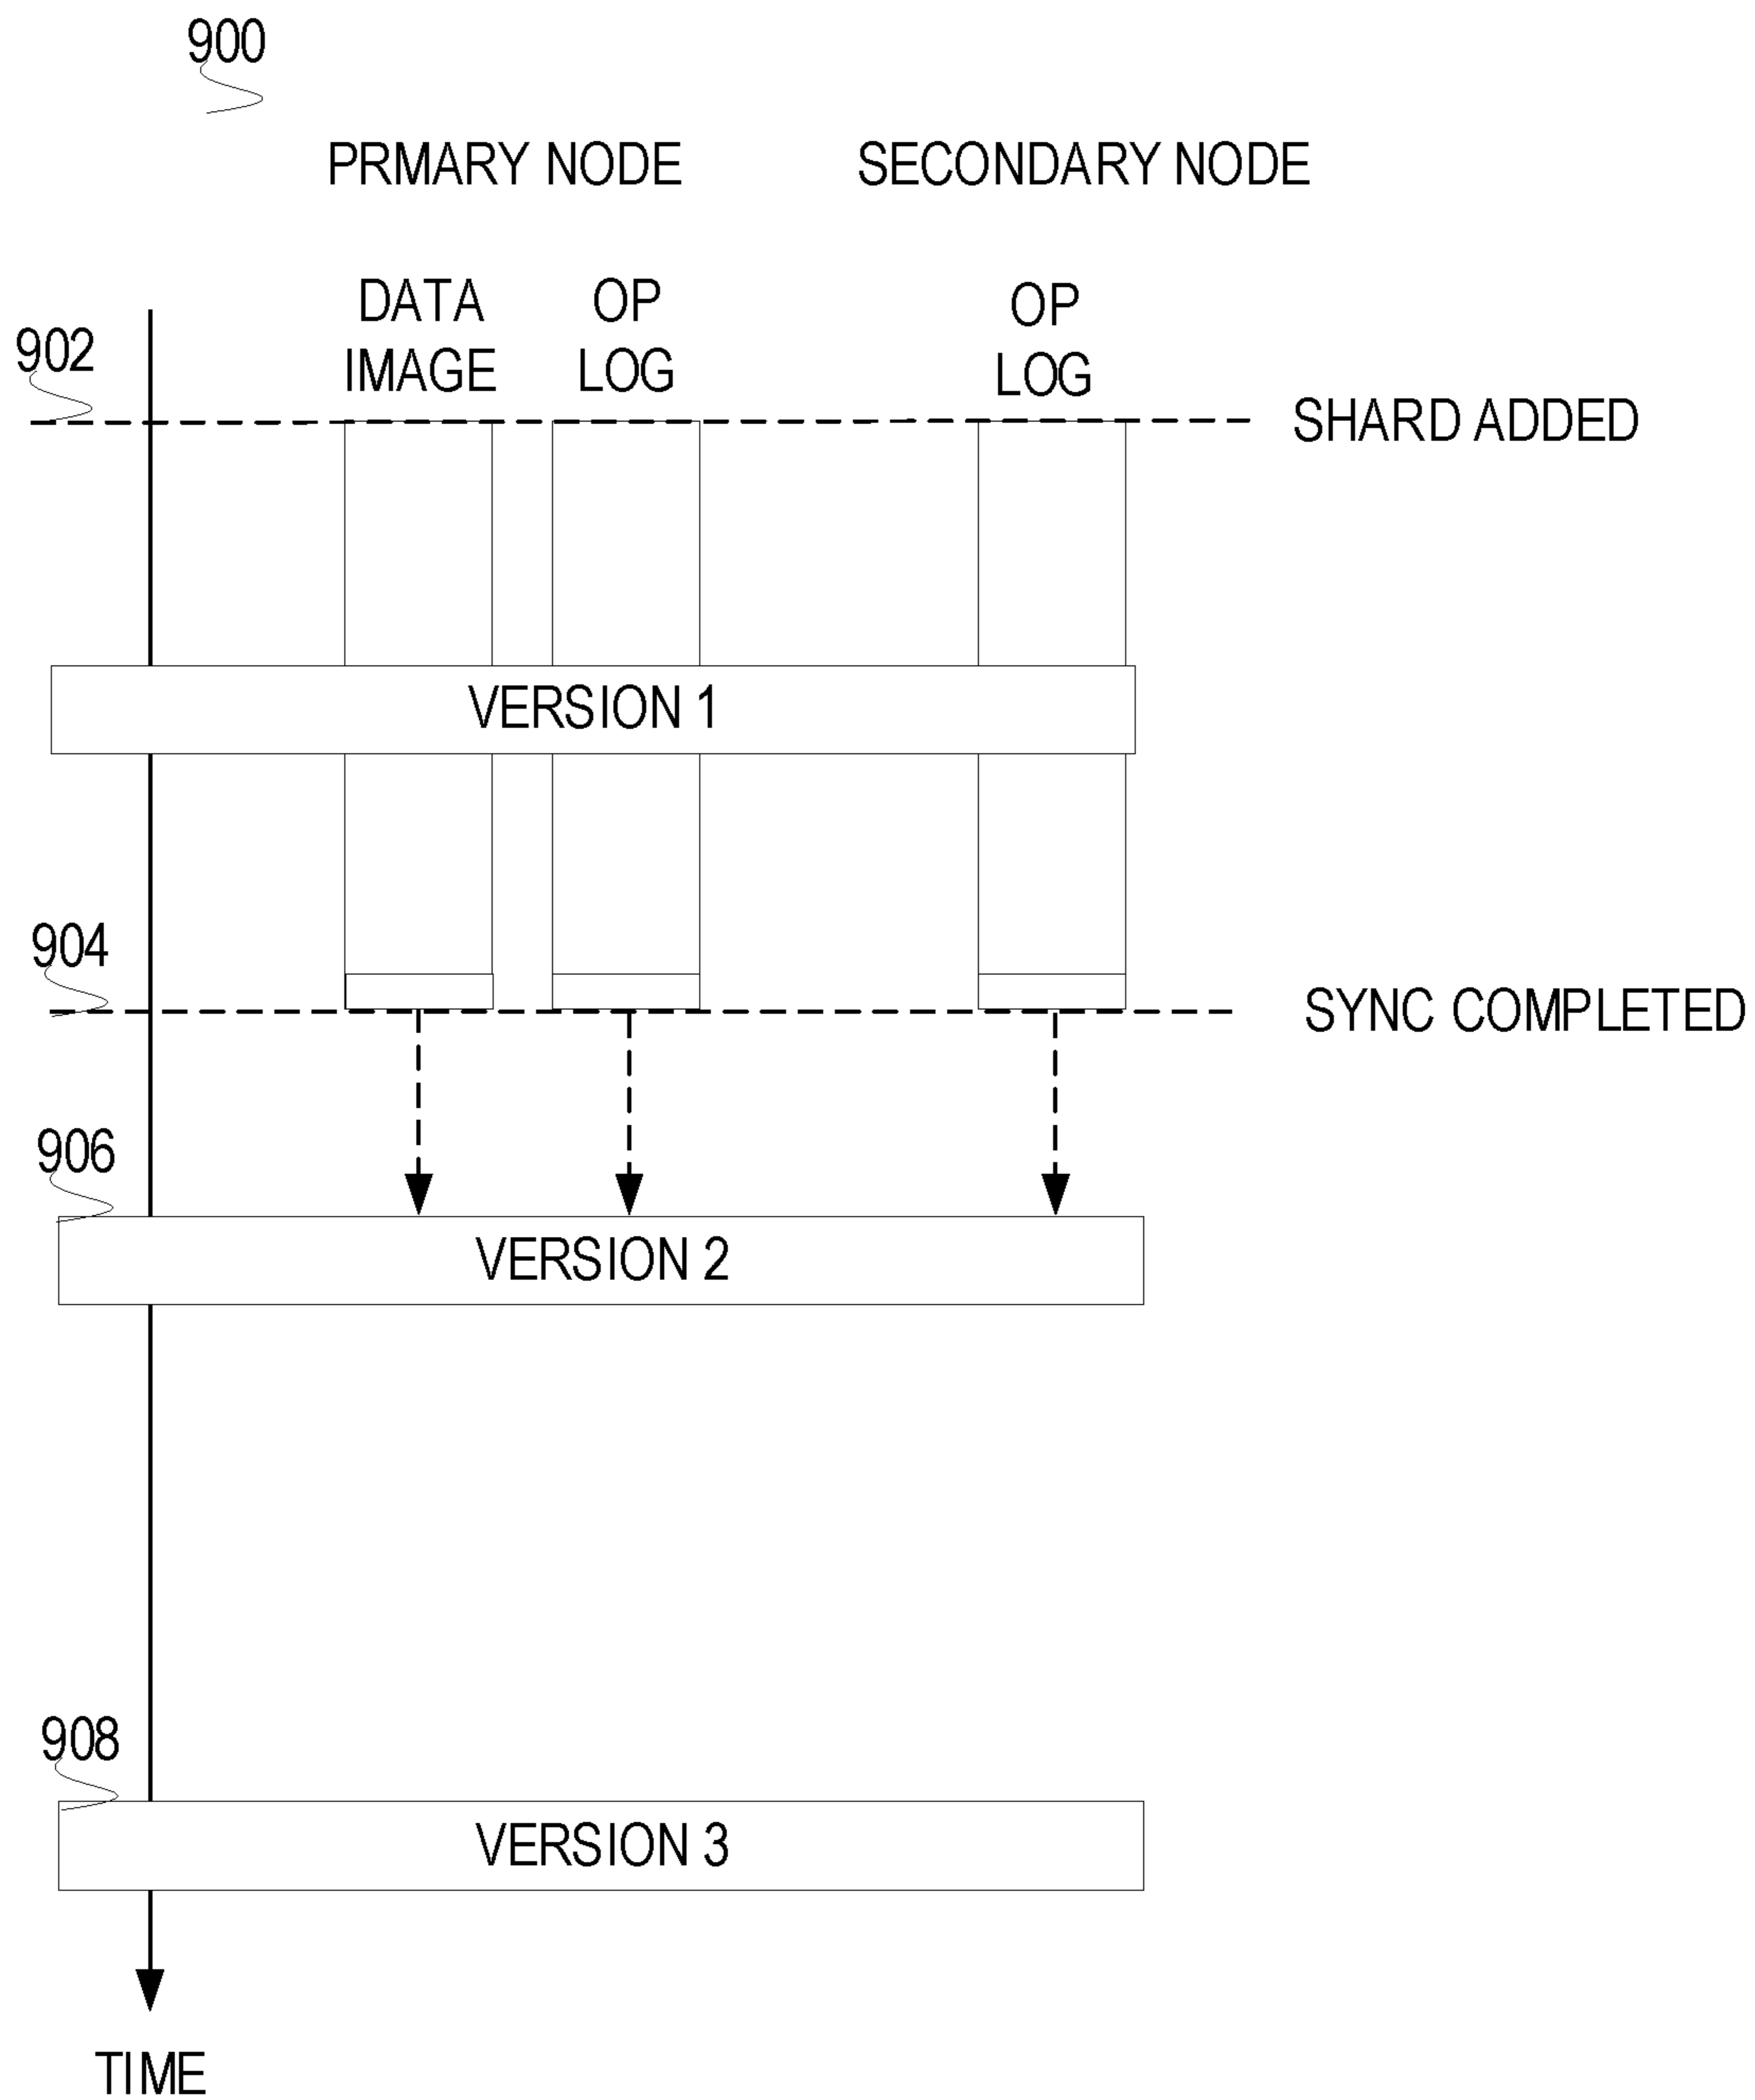 900
PRMARY NODE
SECONDARY NODE
DATA
IMAGE
OP
LOG
OP
LOG
902
SHARD ADDED
VERSION 1
904
SYNC COMPLETED
906
VERSION 2
908
VERSION 3
TIME